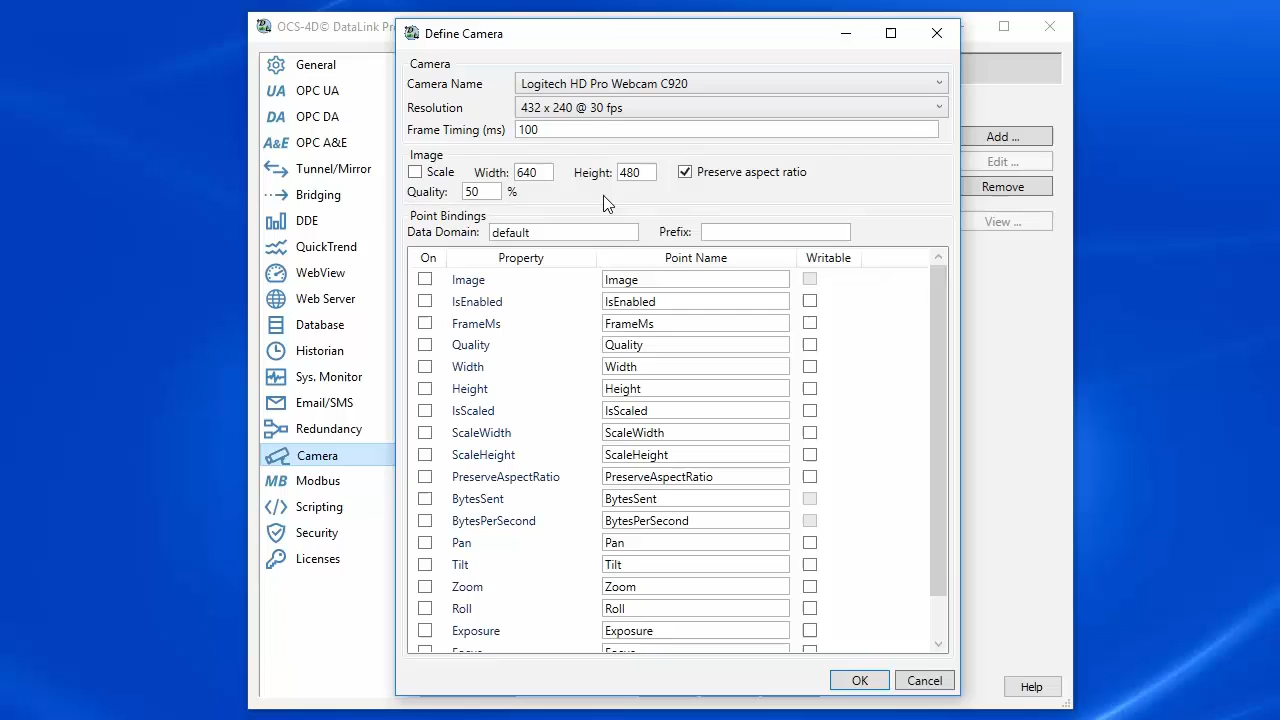 OCS-4D© DataLink Pr
Define Camera
General
OPC UA
OPC DA
OPC A&E
Tunnel/Mirror
Bridging
DDE
QuickTrend
WebView
Web Server
Database
Historian
Sys. Monitor
Email/SMS
Redundancy
Camera
Modbus
Scripting
Security
Licenses
UA
DA
A&E
MB
Camera
Camera Name Logitech HD Pro Webcam C920
Resolution 432 x 240 @ 30 fps
Frame Timing (ms) 100
Image
Scale Width: 640 Height: 480 Preserve aspect ratio
Quality: 50 %
Point Bindings
Data Domain: default Prefix:
On Property Point Name Writable
Image Image
IsEnabled IsEnabled
FrameMs FrameMs
Quality Quality
Width Width
Height Height
IsScaled IsScaled
ScaleWidth ScaleWidth
ScaleHeight ScaleHeight
PreserveAspectRatio PreserveAspectRatio
BytesSent BytesSent
BytesPerSecond BytesPerSecond
Pan Pan
Tilt Tilt
Zoom Zoom
Roll Roll
Exposure Exposure
OK Cancel
Add ...
Edit ...
Remove
View ...
Help